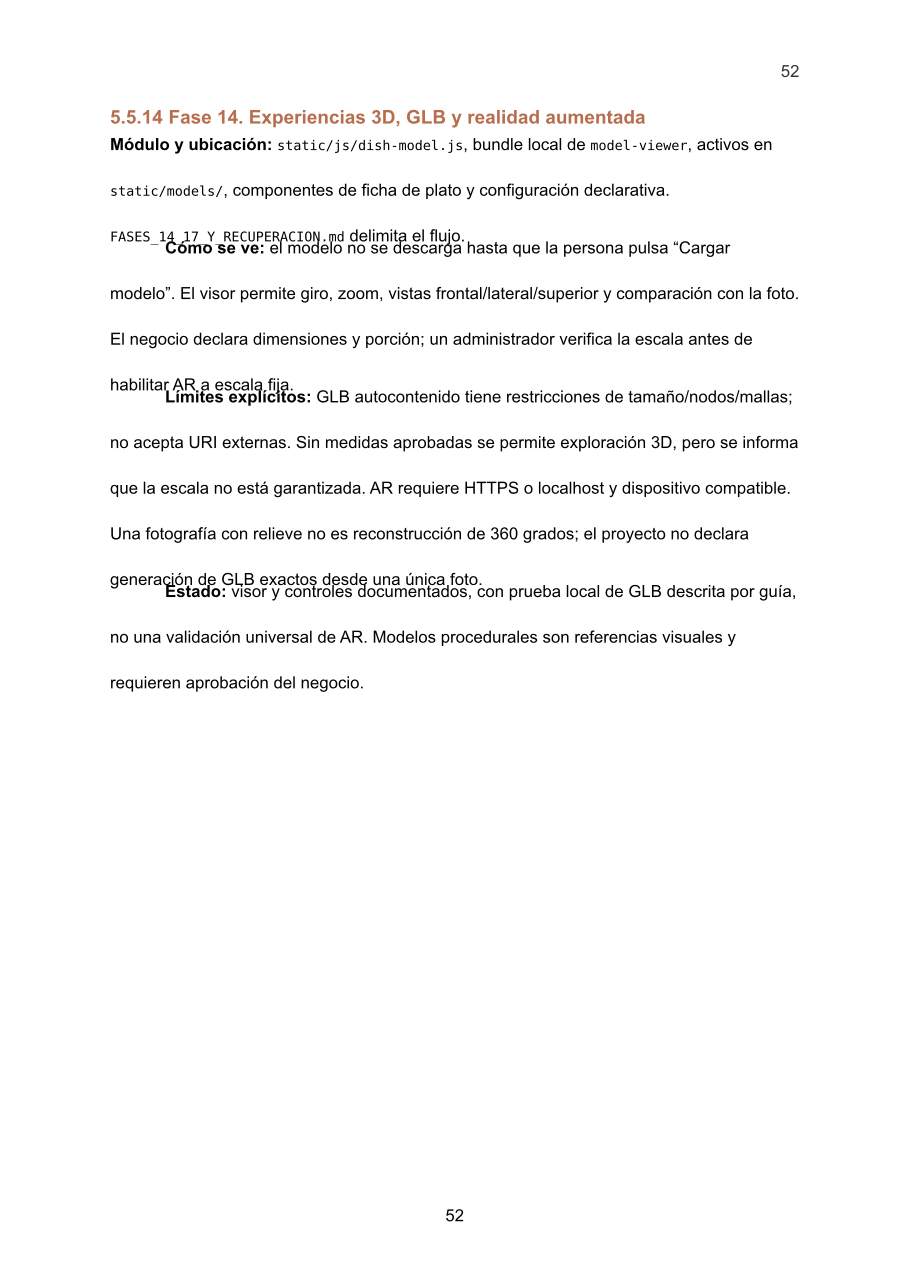 52
5.5.14 Fase 14. Experiencias 3D, GLB y realidad aumentada
Módulo y ubicación: static/js/dish-model.js, bundle local de model-viewer, activos en
static/models/, componentes de ficha de plato y configuración declarativa.
FASES_14_17_Y_RECUPERACION.md delimita el flujo.
Cómo se ve: el modelo no se descarga hasta que la persona pulsa “Cargar
modelo”. El visor permite giro, zoom, vistas frontal/lateral/superior y comparación con la foto.
El negocio declara dimensiones y porción; un administrador verifica la escala antes de
habilitar AR a escala fija.
Límites explícitos: GLB autocontenido tiene restricciones de tamaño/nodos/mallas;
no acepta URI externas. Sin medidas aprobadas se permite exploración 3D, pero se informa
que la escala no está garantizada. AR requiere HTTPS o localhost y dispositivo compatible.
Una fotografía con relieve no es reconstrucción de 360 grados; el proyecto no declara
generación de GLB exactos desde una única foto.
Estado: visor y controles documentados, con prueba local de GLB descrita por guía,
no una validación universal de AR. Modelos procedurales son referencias visuales y
requieren aprobación del negocio.
52